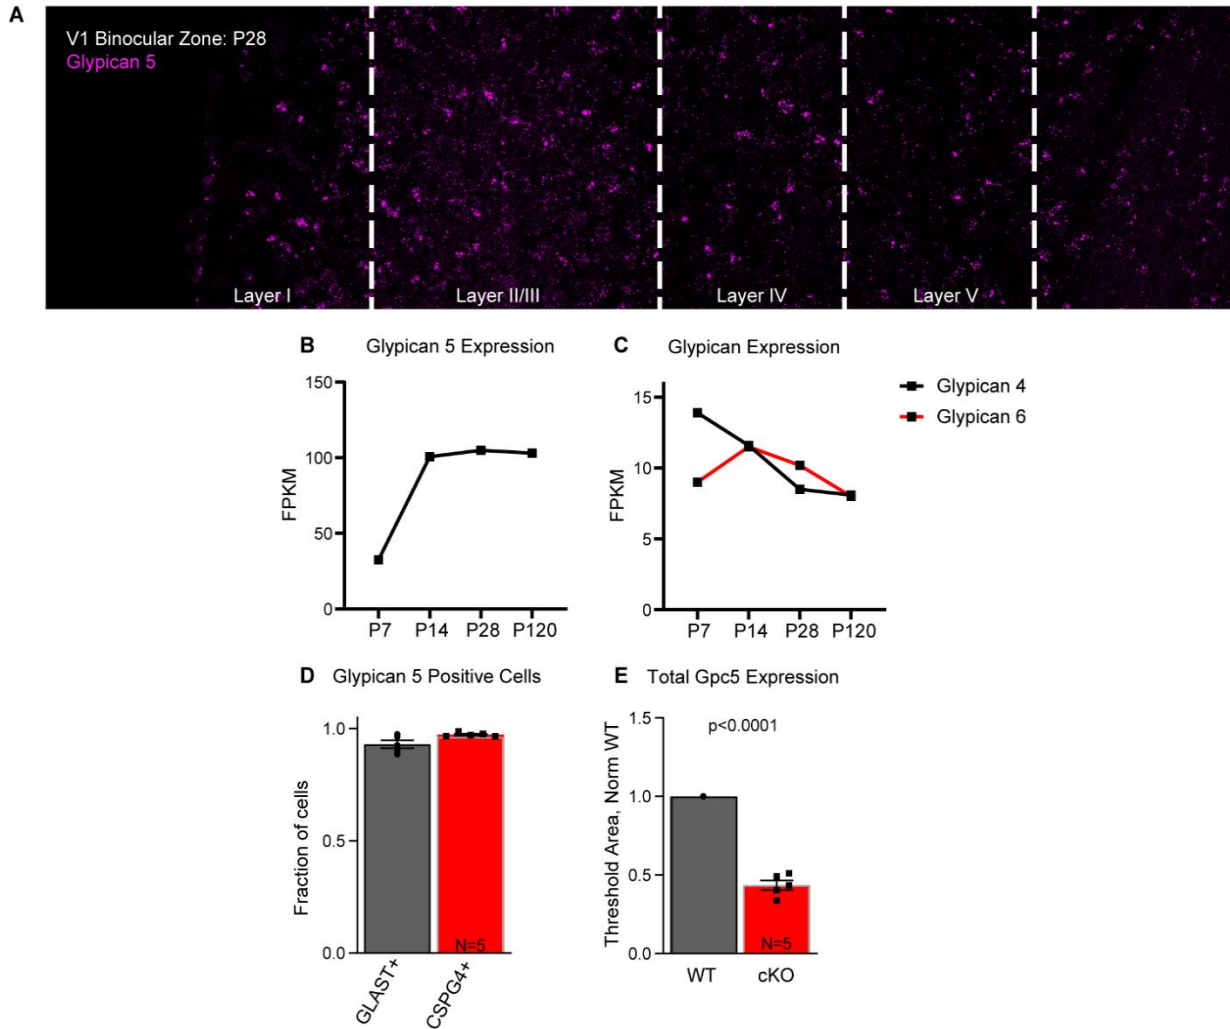 A
V1 Binocular Zone: P28
Glypican 5
Layer I
Layer II/III
Layer IV
Layer V
B
Glypican 5 Expression
150
100
50
0
FPKM
P7
P14
P28
P120
C
Glypican Expression
15
10
5
0
FPKM
P7
P14
P28
P120
Glypican 4
Glypican 6
D
Glypican 5 Positive Cells
1.0
0.5
0.0
Fraction of cells
N=5
GLAST+
CSPG4+
E
Total Gpc5 Expression
1.5
1.0
0.5
0.0
Threshold Area, Norm WT
p<0.0001
N=5
WT
cKO